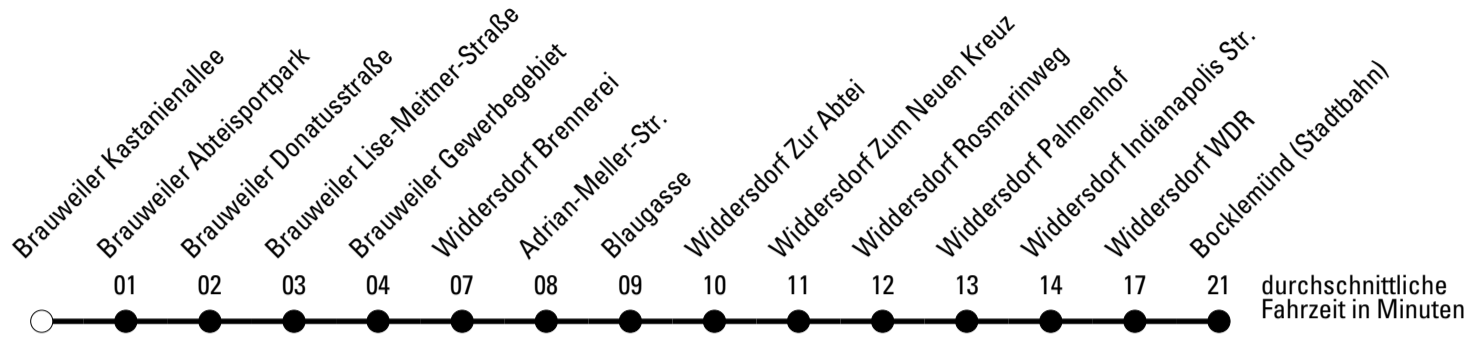 Brauweiler Kastanienallee
Brauweiler Abteisportpark
Brauweiler Donatusstraße
Brauweiler Lise-Meitner-Straße
Brauweiler Gewerbegebiet
Widdersdorf Brennerei
Adrian-Meller-Str.
Blaugasse
Widdersdorf Zur Abtei
Widdersdorf Zum Neuen Kreuz
Widdersdorf Rosmarinweg
Widdersdorf Palmenhof
Widdersdorf Indianapolis Str.
Widdersdorf WDR
Bocklemünd (Stadtbahn)
01 02 03 04 07 08 09 10 11 12 13 14 17 21 durchschnittliche
Fahrzeit in Minuten